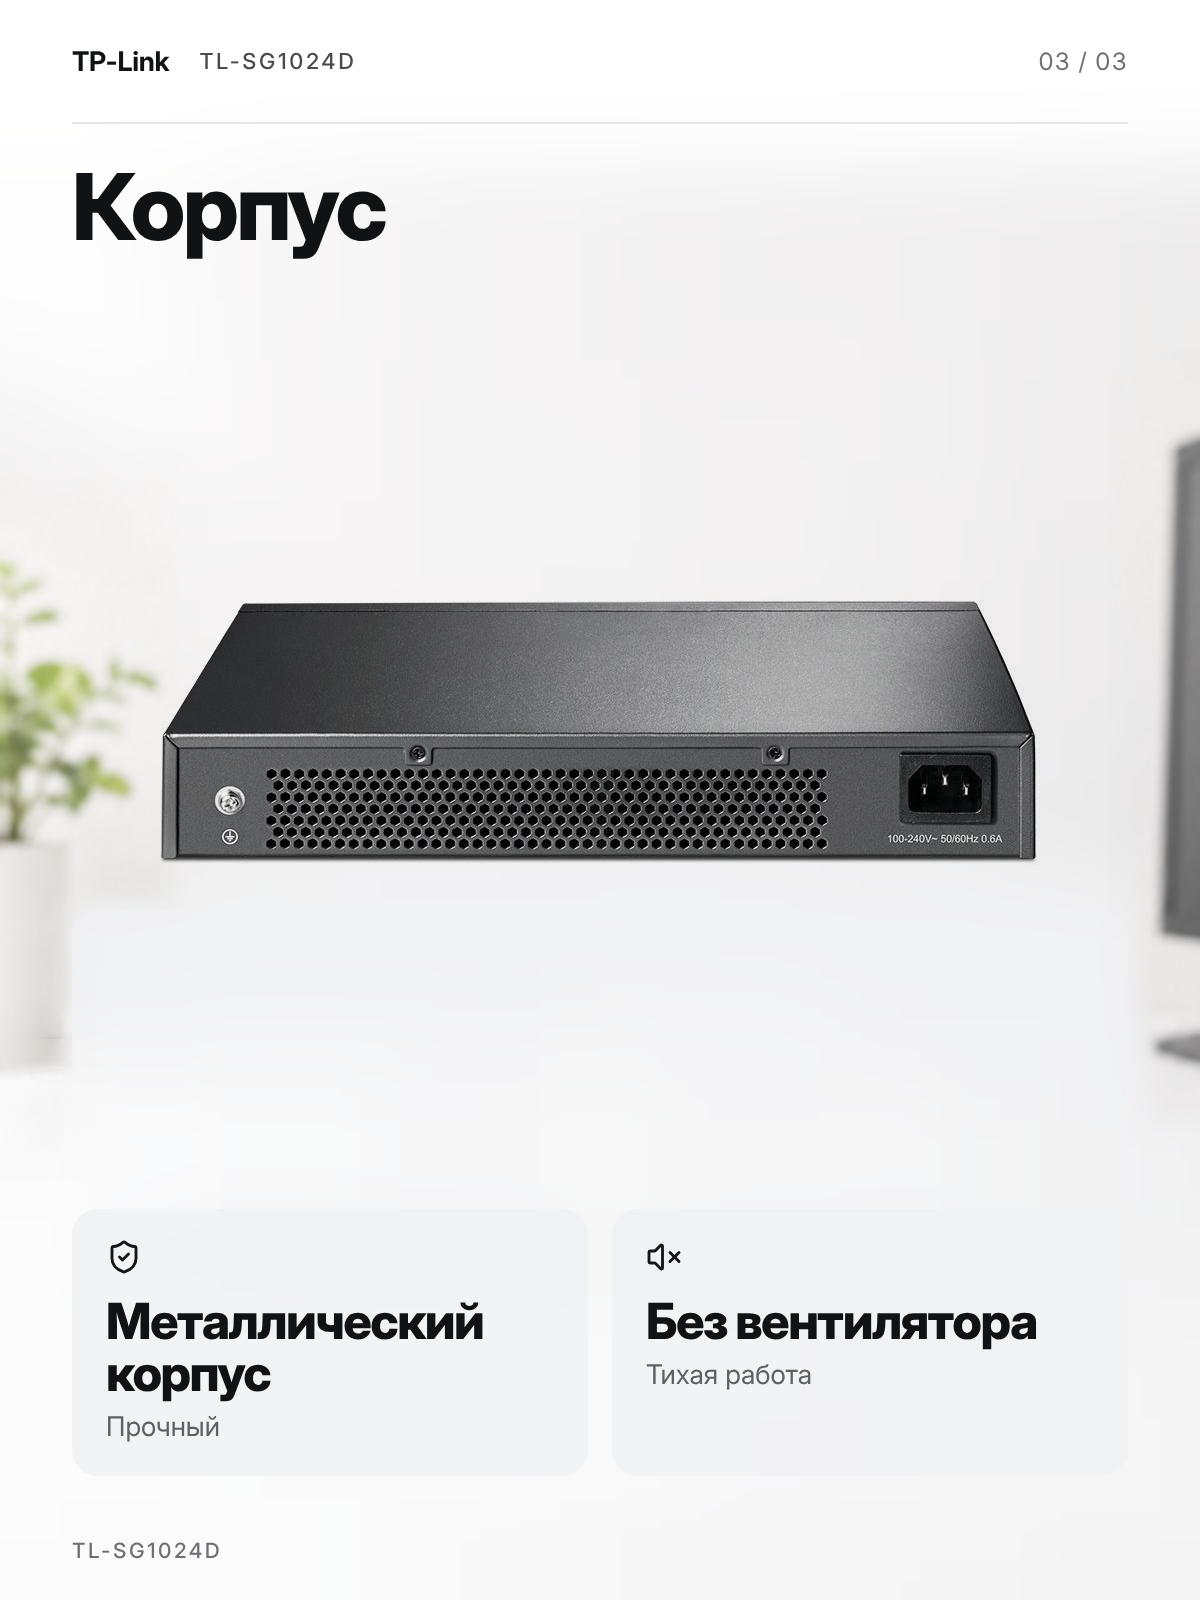 TP-Link TL-SG1024D 03 / 03
Корпус
100-240V~ 50/60Hz 0.6A
Металлический
корпус
Прочный
Без вентилятора
Тихая работа
TL-SG1024D